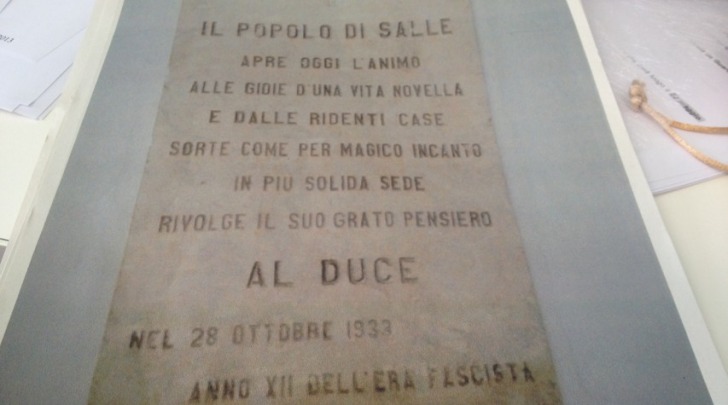 IL POPOLO DI SALLE
APRE OGGI L'ANIMO
ALLE GIOIE D'UNA VITA NOVELLA
E DALLE RIDENTI CASE
SORTE COME PER MAGICO INCANTO
IN PIU SOLIDA SEDE
RIVOLGE IL SUO GRATO PENSIERO
AL DUCE
NEL 28 OTTOBRE 1933
ANNO XII DELL'ERA FASCISTA